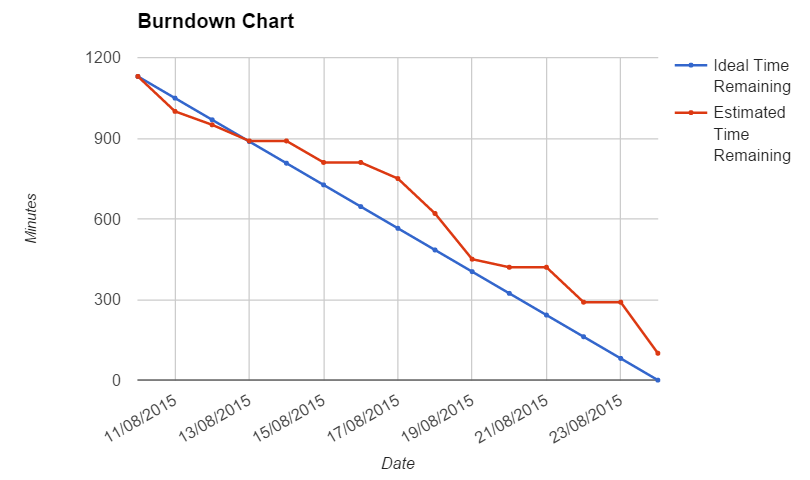 Burndown Chart
1200
900
600
300
0
Minutes
11/08/2015
13/08/2015
15/08/2015
17/08/2015
19/08/2015
21/08/2015
23/08/2015
Date
Ideal Time
Remaining
Estimated
Time
Remaining